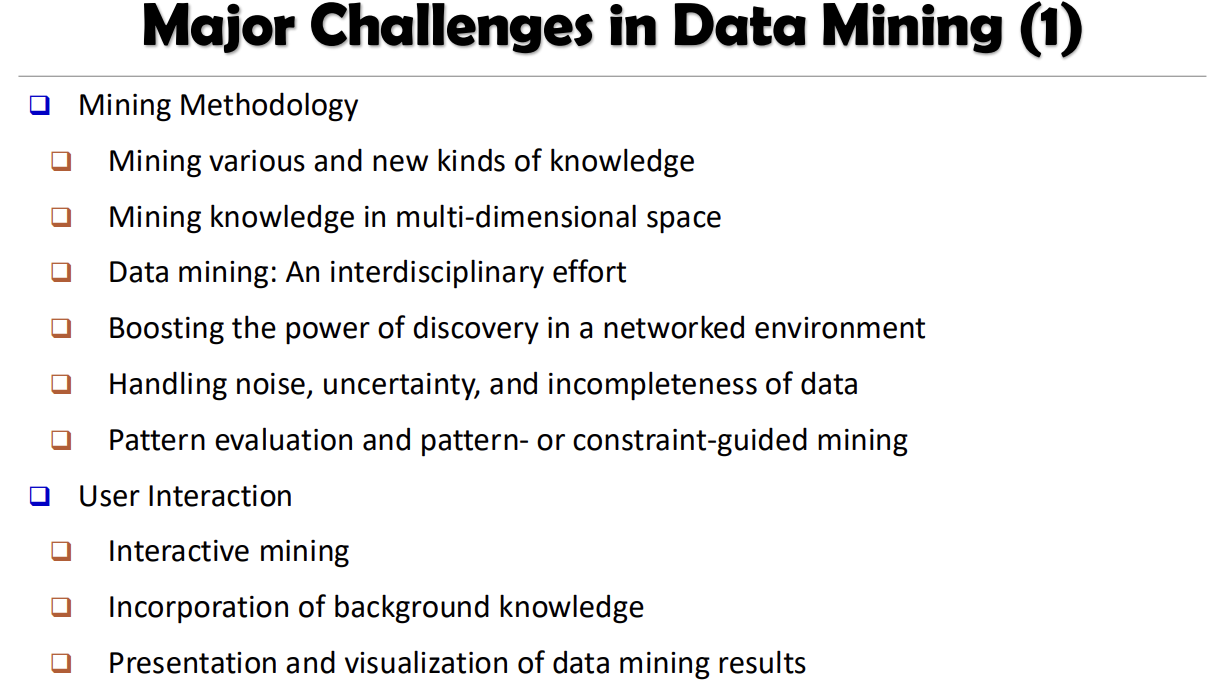 Major Challenges in Data Mining (1)
Mining Methodology
Mining various and new kinds of knowledge
Mining knowledge in multi-dimensional space
Data mining: An interdisciplinary effort
Boosting the power of discovery in a networked environment
Handling noise, uncertainty, and incompleteness of data
Pattern evaluation and pattern- or constraint-guided mining
User Interaction
Interactive mining
Incorporation of background knowledge
Presentation and visualization of data mining results